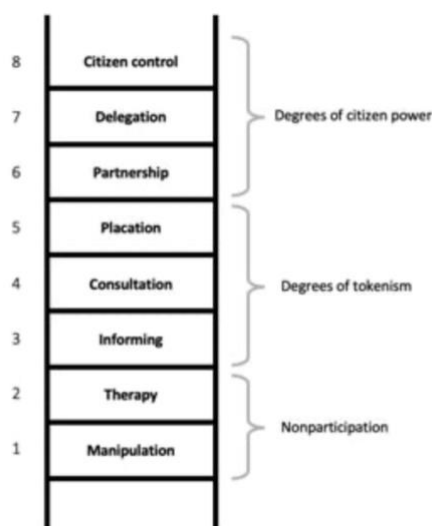 8 Citizen control
7 Delegation
Degrees of citizen power
6 Partnership
5 Placation
4 Consultation
Degrees of tokenism
3 Informing
2 Therapy
Nonparticipation
1 Manipulation